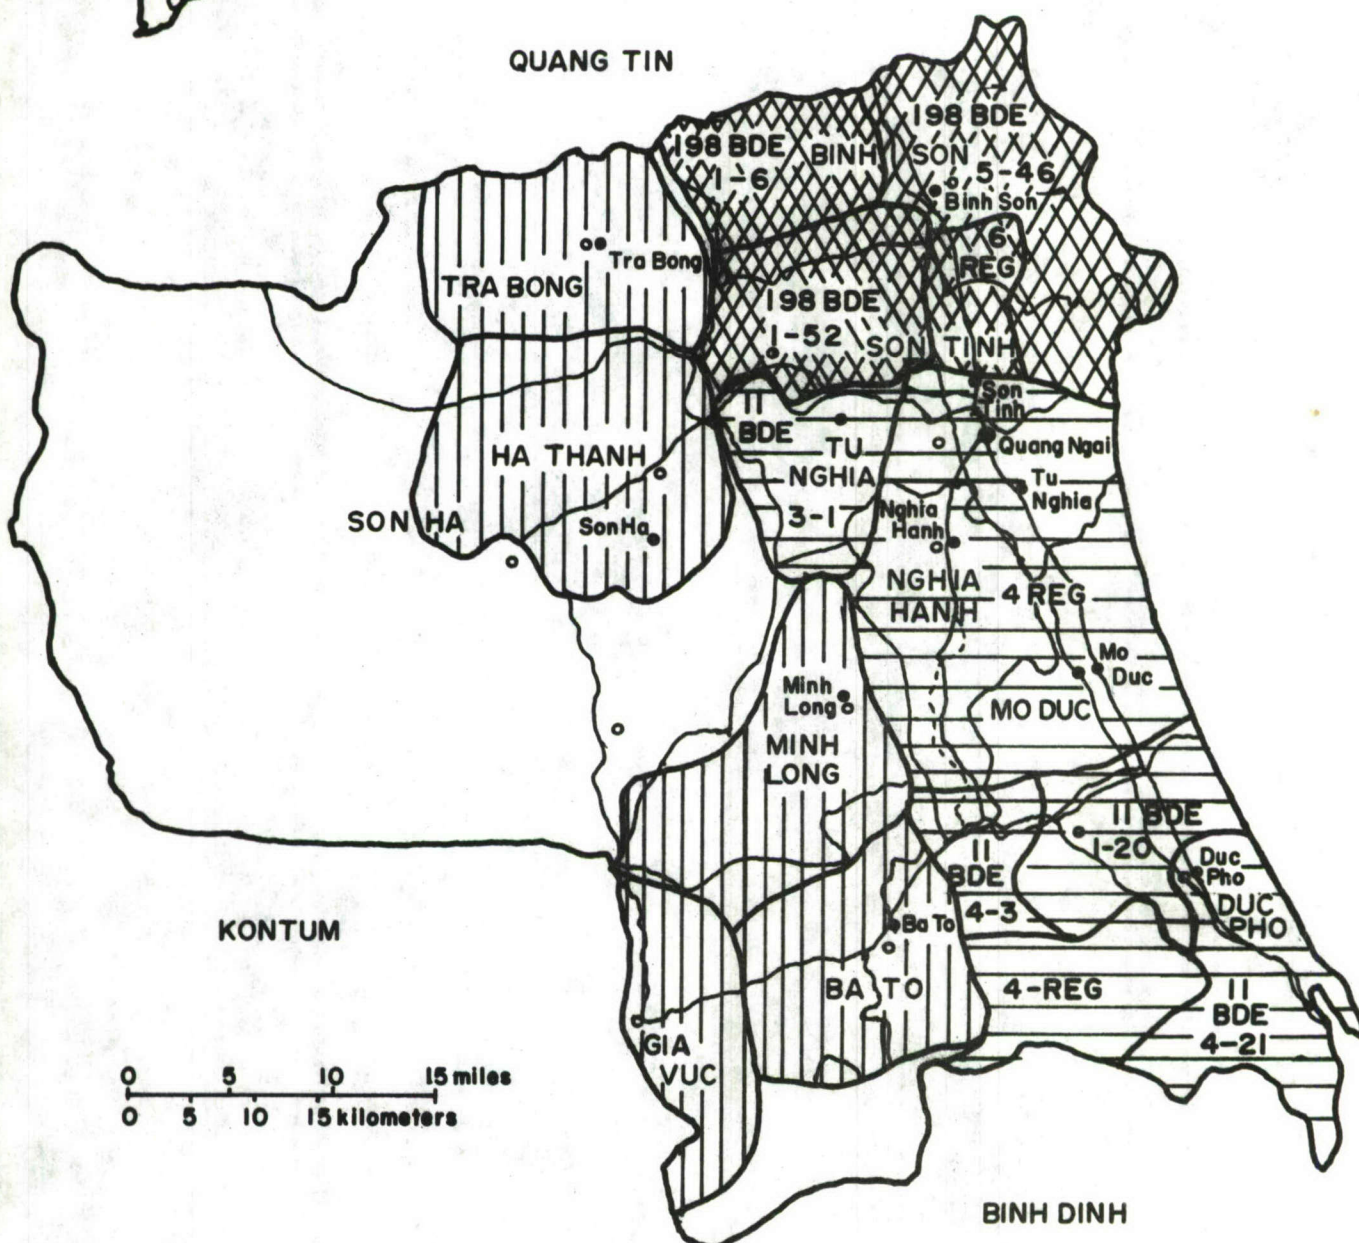 QUANG TIN
198 BDE
1-6
BINH
198 BDE
SON
5-46
Binh Son
6
REG
Tra Bong
TRA BONG
198 BDE
1-52
SON TINH
Son
Tinh
11
BDE
TU
NGHIA
3-1
Quang Ngai
Tu
Nghia
HA THANH
SON HA
Son Ha
Nghia
Hanh
NGHIA
HANH
4 REG
Mo
Duc
MO DUC
Minh
Long
MINH
LONG
11 BDE
1-20
11
BDE
4-3
Duc
Pho
DUC
PHO
KONTUM
Ba To
BA TO
4-REG
11
BDE
4-21
GIA
VUC
0 5 10 15 miles
0 5 10 15 kilometers
BINH DINH